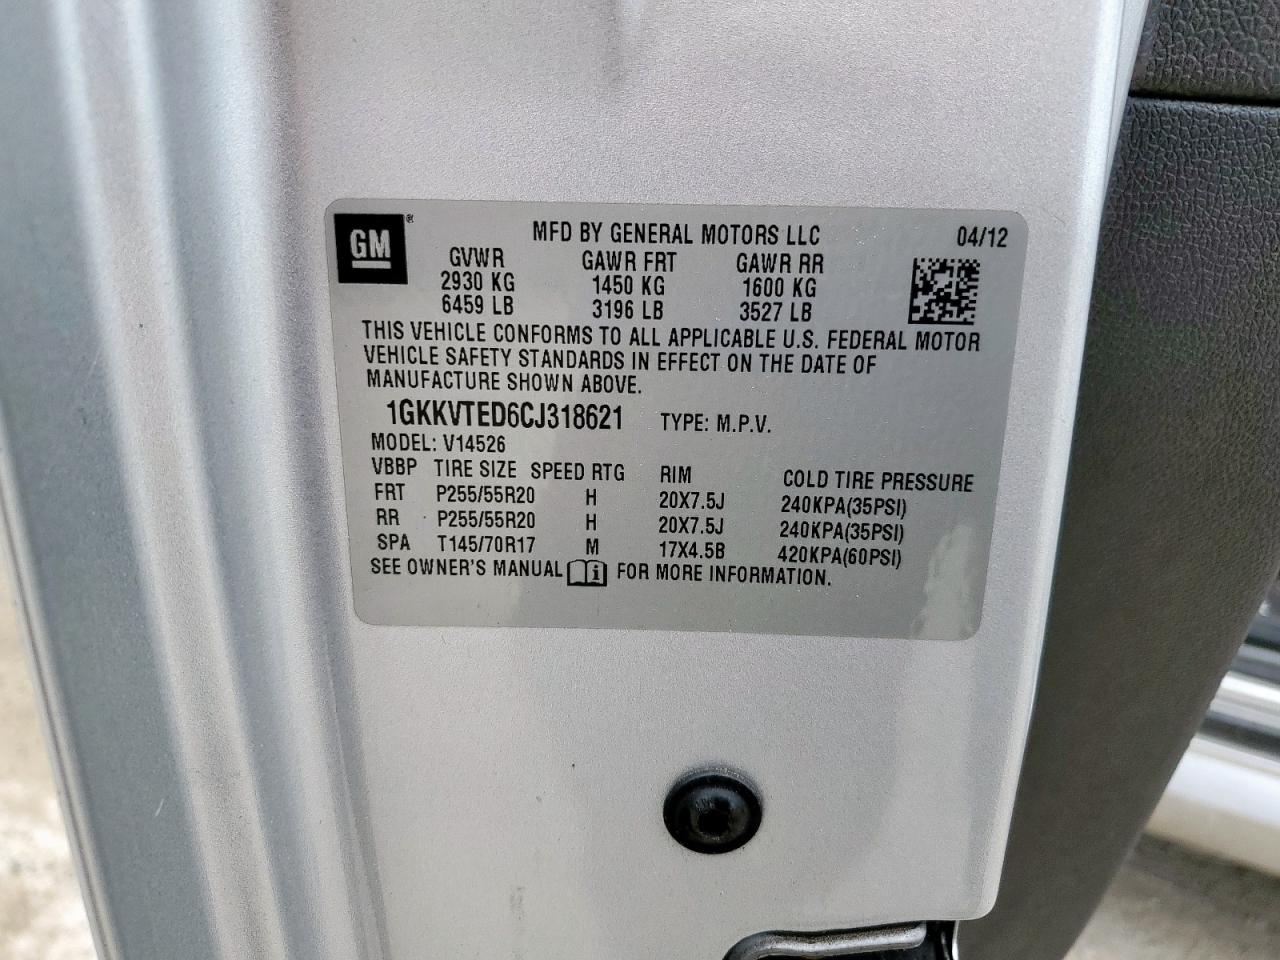 GM ® MFD BY GENERAL MOTORS LLC 04/12
GVWR GAWR FRT GAWR RR
2930 KG 1450 KG 1600 KG
6459 LB 3196 LB 3527 LB
THIS VEHICLE CONFORMS TO ALL APPLICABLE U.S. FEDERAL MOTOR
VEHICLE SAFETY STANDARDS IN EFFECT ON THE DATE OF
MANUFACTURE SHOWN ABOVE.
1GKKVTED6CJ318621 TYPE: M.P.V.
MODEL: V14526
VBBP TIRE SIZE SPEED RTG RIM COLD TIRE PRESSURE
FRT P255/55R20 H 20X7.5J 240KPA(35PSI)
RR P255/55R20 H 20X7.5J 240KPA(35PSI)
SPA T145/70R17 M 17X4.5B 420KPA(60PSI)
SEE OWNER'S MANUAL i FOR MORE INFORMATION.